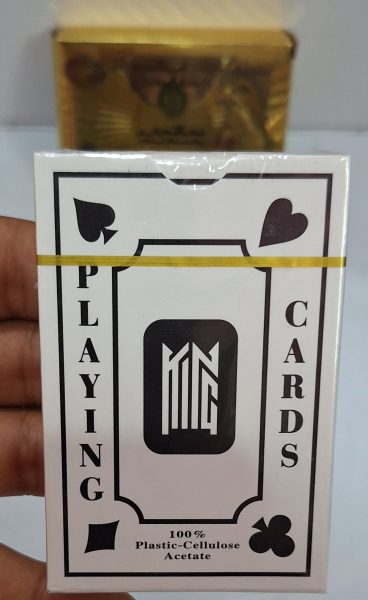 PLAYING
CARDS
KING
100%
Plastic-Cellulose
Acetate